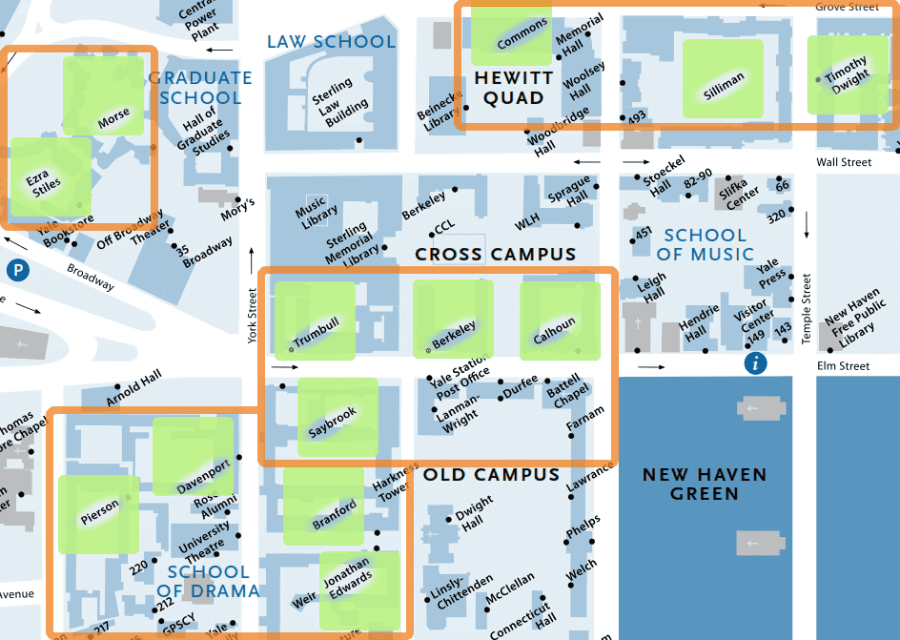 Central
Power
Plant
LAW SCHOOL
Commons
Memorial
Hall
Grove Street
GRADUATE
SCHOOL
Morse
Hall of
Graduate
Studies
Sterling
Law
Building
HEWITT
QUAD
Beinecke
Library
Woolsey
Hall
Woodbridge
Hall
493
Silliman
Timothy
Dwight
Wall Street
Ezra
Stiles
Yale
Bookstore
Off Broadway
Theater
35
Broadway
Mory's
Music
Library
Sterling
Memorial
Library
Berkeley
CCL
WLH
Sprague
Hall
CROSS CAMPUS
Stoeckel
Hall
82-90
Slifka
Center
66
320
451
SCHOOL
OF MUSIC
Leigh
Hall
Hendrie
Hall
Visitor
Center
149
143
Yale
Press
Temple Street
New Haven
Free Public
Library
P
Broadway
York Street
Trumbull
Berkeley
Calhoun
i
Elm Street
e
Arnold Hall
Saybrook
Yale Station
Post Office
Lanman-
Wright
Durfee
Battell
Chapel
Farnam
Thomas
ore Chapel
Davenport
Pierson
Rose
Alumni
University
Theatre
220
SCHOOL
OF DRAMA
212
GPSCY
217
Yale
Harkness
Tower
Branford
Jonathan
Edwards
Weir
OLD CAMPUS
Lawrance
Dwight
Hall
Phelps
Welch
Linsly-
Chittenden
McClellan
Connecticut
Hall
NEW HAVEN
GREEN
Avenue